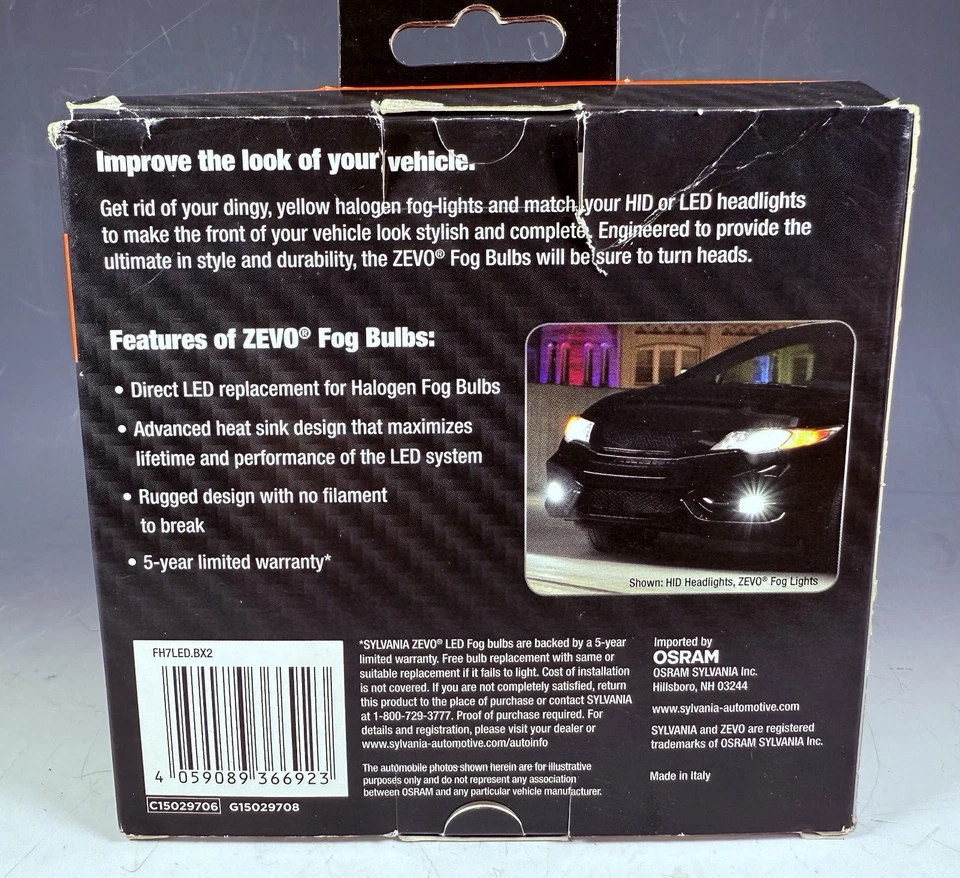 Improve the look of your vehicle.
Get rid of your dingy, yellow halogen fog lights and match your HID or LED headlights
to make the front of your vehicle look stylish and complete. Engineered to provide the
ultimate in style and durability, the ZEVO® Fog Bulbs will be sure to turn heads.
Features of ZEVO® Fog Bulbs:
• Direct LED replacement for Halogen Fog Bulbs
• Advanced heat sink design that maximizes
lifetime and performance of the LED system
• Rugged design with no filament
to break
• 5-year limited warranty*
Shown: HID Headlights, ZEVO® Fog Lights
FH7LED.BX2
4 059089 366923
C15029706 G15029708
*SYLVANIA ZEVO® LED Fog bulbs are backed by a 5-year
limited warranty. Free bulb replacement with same or
suitable replacement if it fails to light. Cost of installation
is not covered. If you are not completely satisfied, return
this product to the place of purchase or contact SYLVANIA
at 1-800-729-3777. Proof of purchase required. For
details and registration, please visit your dealer or
www.sylvania-automotive.com/autoinfo
The automobile photos shown herein are for illustrative
purposes only and do not represent any association
between OSRAM and any particular vehicle manufacturer.
Imported by
OSRAM
OSRAM SYLVANIA Inc.
Hillsboro, NH 03244
www.sylvania-automotive.com
SYLVANIA and ZEVO are registered
trademarks of OSRAM SYLVANIA Inc.
Made in Italy